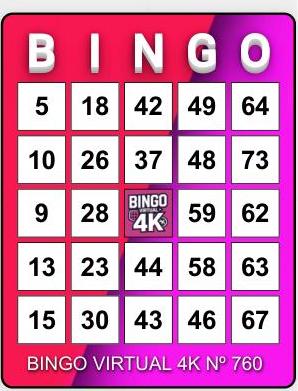 B I N G O
5 18 42 49 64
10 26 37 48 73
9 28 BINGO VIRTUAL 4K 59 62
13 23 44 58 63
15 30 43 46 67
BINGO VIRTUAL 4K Nº 760